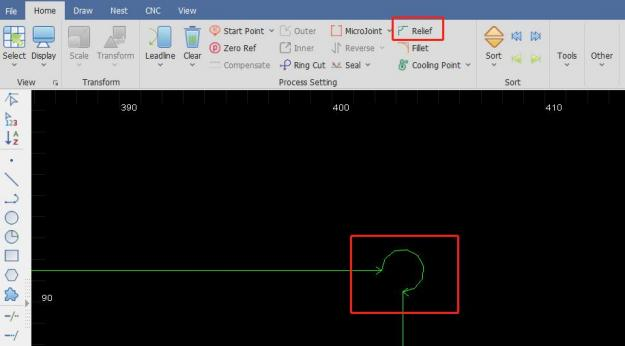 File Home Draw Nest CNC View
Start Point Outer MicroJoint Relief
Zero Ref Inner Reverse Fillet
Select Display Scale Transform Leadline Clear Sort Tools Other
Compensate Ring Cut Seal Cooling Point
View Transform Process Setting Sort
390 400 410
123
A
Z
90